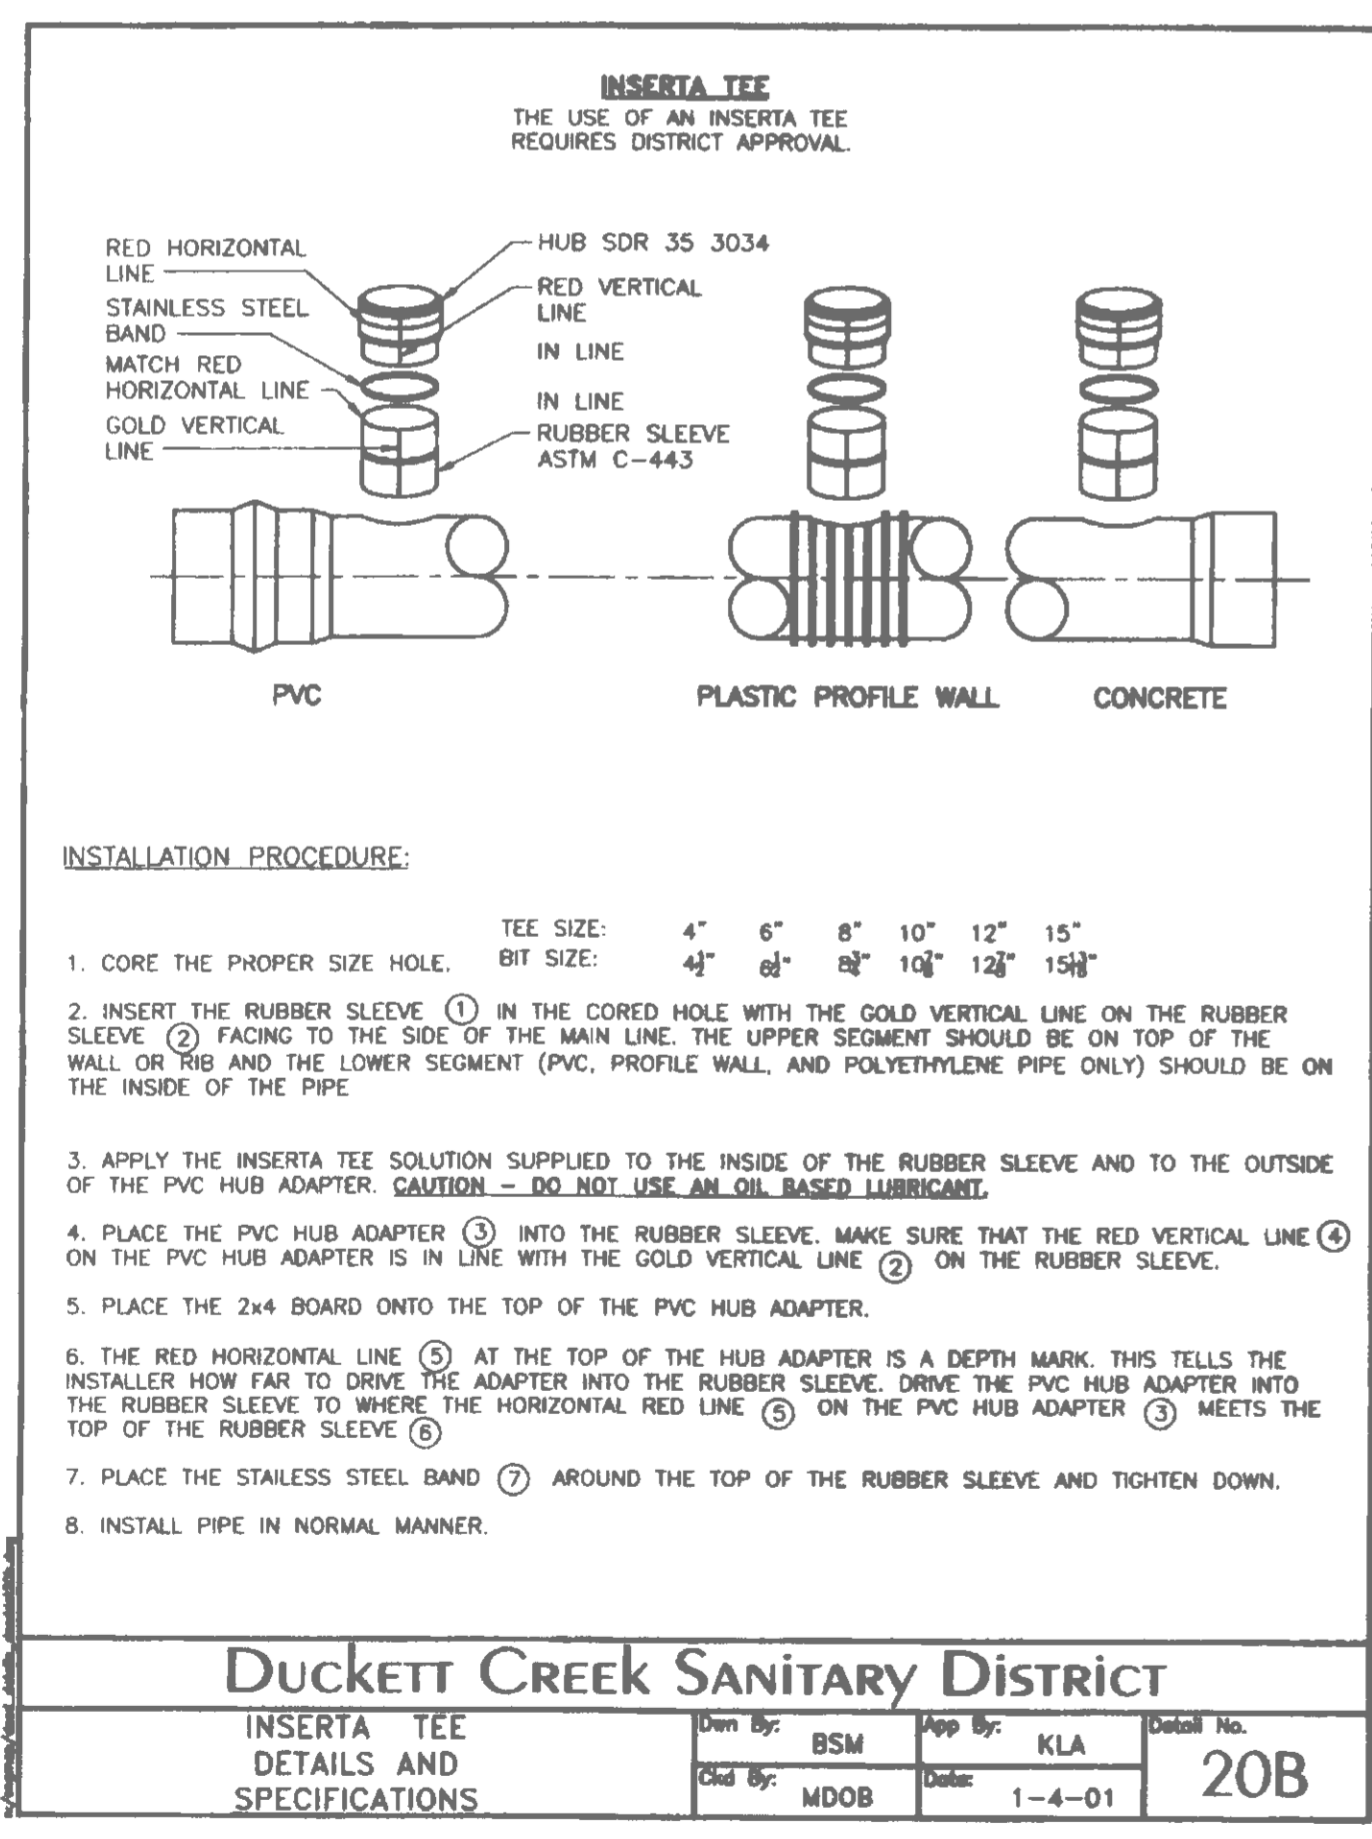 INSERTA TEE
THE USE OF AN INSERTA TEE
REQUIRES DISTRICT APPROVAL.
RED HORIZONTAL
LINE
STAINLESS STEEL
BAND
MATCH RED
HORIZONTAL LINE
GOLD VERTICAL
LINE
HUB SDR 35 3034
RED VERTICAL
LINE
IN LINE
IN LINE
RUBBER SLEEVE
ASTM C-443
PVC
PLASTIC PROFILE WALL
CONCRETE
INSTALLATION PROCEDURE:
TEE SIZE: 4" 6" 8" 10" 12" 15"
1. CORE THE PROPER SIZE HOLE. BIT SIZE: 4½"
2. INSERT THE RUBBER SLEEVE ① IN THE CORED HOLE WITH THE GOLD VERTICAL LINE ON THE RUBBER
SLEEVE ② FACING TO THE SIDE OF THE MAIN LINE. THE UPPER SEGMENT SHOULD BE ON TOP OF THE
WALL OR RIB AND THE LOWER SEGMENT (PVC, PROFILE WALL, AND POLYETHYLENE PIPE ONLY) SHOULD BE ON
THE INSIDE OF THE PIPE
3. APPLY THE INSERTA TEE SOLUTION SUPPLIED TO THE INSIDE OF THE RUBBER SLEEVE AND TO THE OUTSIDE
OF THE PVC HUB ADAPTER. CAUTION - DO NOT USE AN OIL BASED LUBRICANT.
4. PLACE THE PVC HUB ADAPTER ③ INTO THE RUBBER SLEEVE. MAKE SURE THAT THE RED VERTICAL LINE ④
ON THE PVC HUB ADAPTER IS IN LINE WITH THE GOLD VERTICAL LINE ② ON THE RUBBER SLEEVE.
5. PLACE THE 2x4 BOARD ONTO THE TOP OF THE PVC HUB ADAPTER.
6. THE RED HORIZONTAL LINE ⑤ AT THE TOP OF THE HUB ADAPTER IS A DEPTH MARK. THIS TELLS THE
INSTALLER HOW FAR TO DRIVE THE ADAPTER INTO THE RUBBER SLEEVE. DRIVE THE PVC HUB ADAPTER INTO
THE RUBBER SLEEVE TO WHERE THE HORIZONTAL RED LINE ⑤ ON THE PVC HUB ADAPTER ③ MEETS THE
TOP OF THE RUBBER SLEEVE ⑥
7. PLACE THE STAILESS STEEL BAND ⑦ AROUND THE TOP OF THE RUBBER SLEEVE AND TIGHTEN DOWN.
8. INSTALL PIPE IN NORMAL MANNER.
DUCKETT CREEK SANITARY DISTRICT
INSERTA TEE
DETAILS AND
SPECIFICATIONS
Dwn By: BSM
App By: KLA
Ckd By: MDOB
Date: 1-4-01
Detail No.
20B